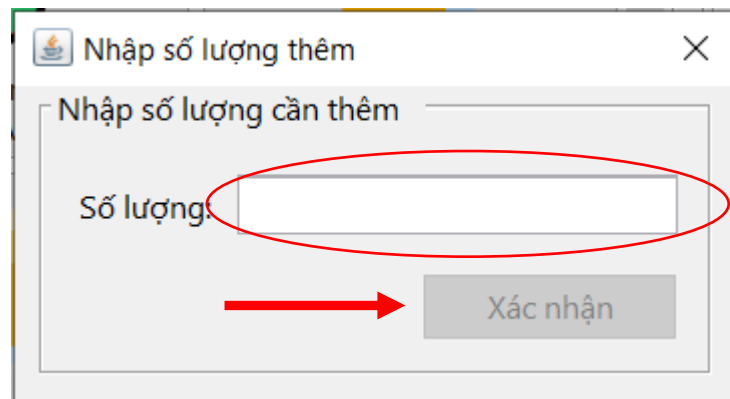 Nhập số lượng thêm
Nhập số lượng cần thêm
Số lượng:
Xác nhận